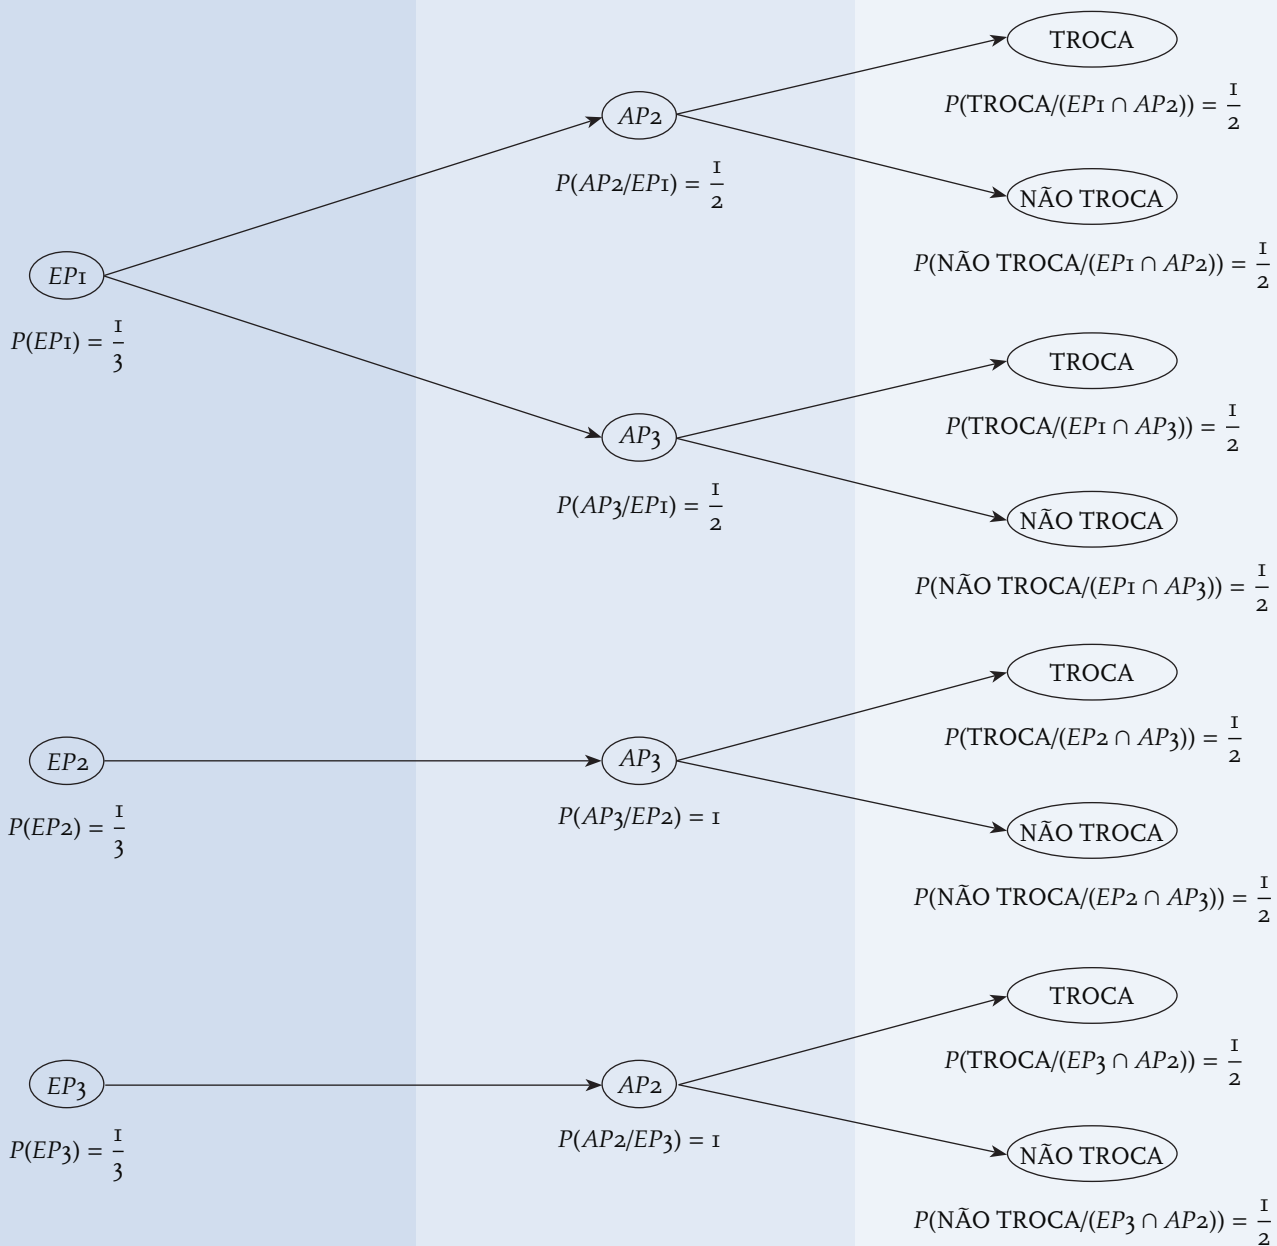 TROCA
P(TROCA/(EP1 ∩ AP2)) = 1/2
AP2
P(AP2/EP1) = 1/2
NÃO TROCA
P(NÃO TROCA/(EP1 ∩ AP2)) = 1/2
EP1
P(EP1) = 1/3
TROCA
P(TROCA/(EP1 ∩ AP3)) = 1/2
AP3
P(AP3/EP1) = 1/2
NÃO TROCA
P(NÃO TROCA/(EP1 ∩ AP3)) = 1/2
TROCA
P(TROCA/(EP2 ∩ AP3)) = 1/2
EP2
P(EP2) = 1/3
AP3
P(AP3/EP2) = 1
NÃO TROCA
P(NÃO TROCA/(EP2 ∩ AP3)) = 1/2
TROCA
P(TROCA/(EP3 ∩ AP2)) = 1/2
EP3
P(EP3) = 1/3
AP2
P(AP2/EP3) = 1
NÃO TROCA
P(NÃO TROCA/(EP3 ∩ AP2)) = 1/2